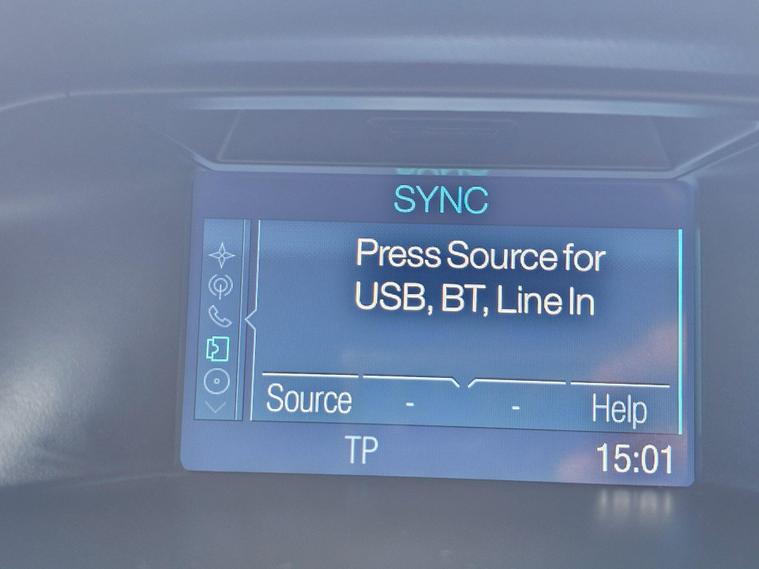 SYNC
Press Source for
USB, BT, Line In
Source - - Help
TP 15:01